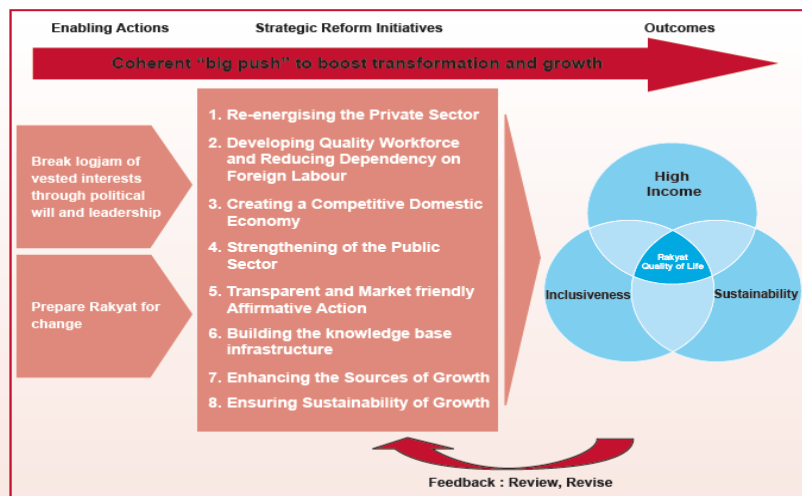 Enabling Actions
Strategic Reform Initiatives
Outcomes
Coherent “big push” to boost transformation and growth
Break logjam of
vested interests
through political
will and leadership
Prepare Rakyat for
change
1. Re-energising the Private Sector
2. Developing Quality Workforce
and Reducing Dependency on
Foreign Labour
3. Creating a Competitive Domestic
Economy
4. Strengthening of the Public
Sector
5. Transparent and Market friendly
Affirmative Action
6. Building the knowledge base
infrastructure
7. Enhancing the Sources of Growth
8. Ensuring Sustainability of Growth
High
Income
Rakyat
Quality of Life
Inclusiveness
Sustainability
Feedback : Review, Revise